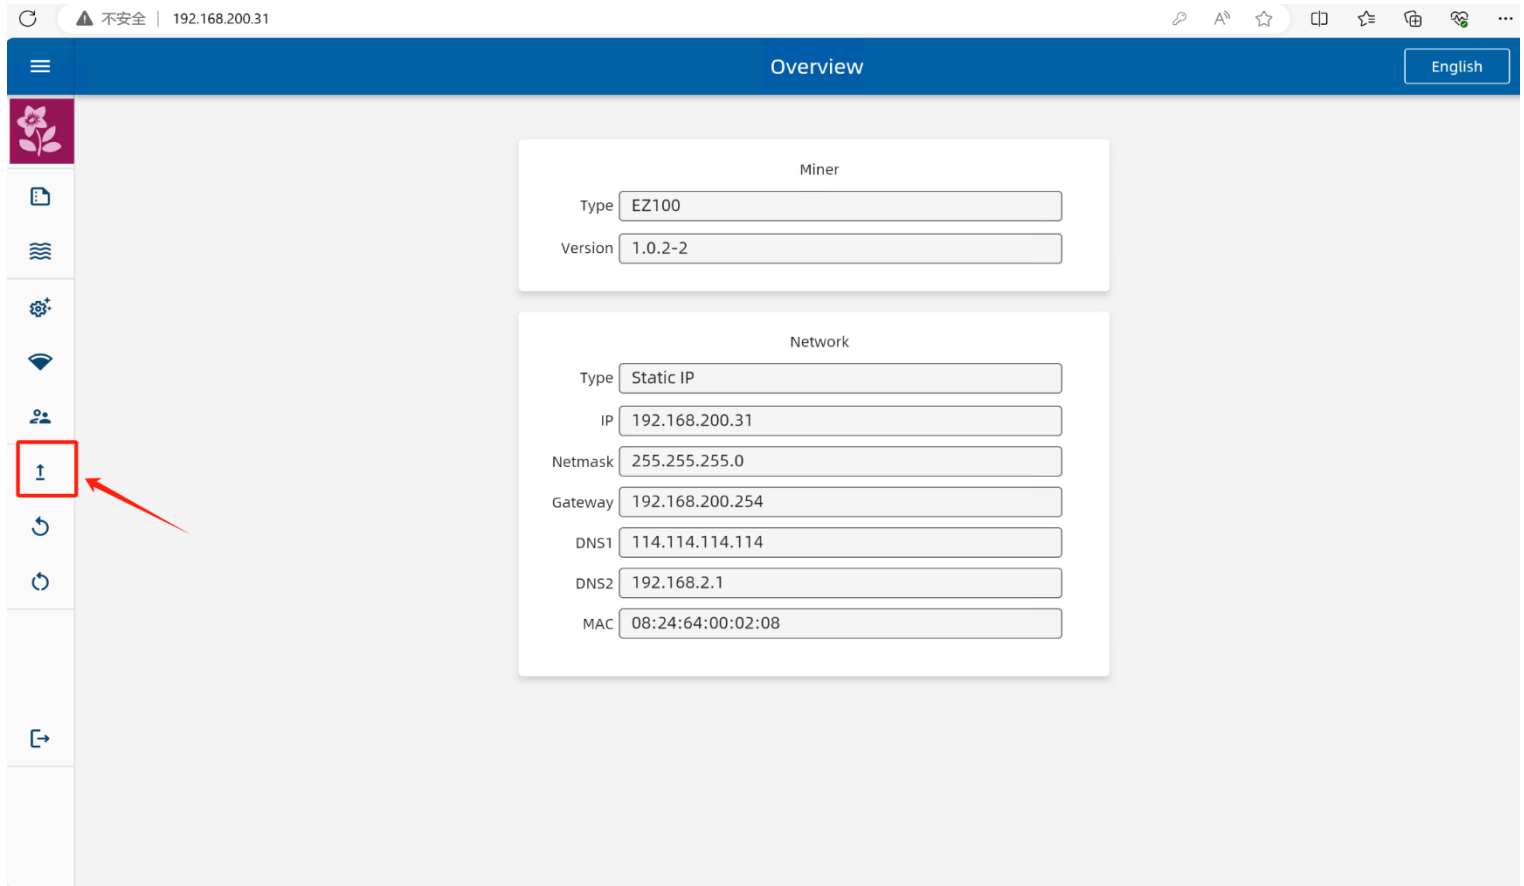 不安全 | 192.168.200.31
Overview
English
Miner
Type EZ100
Version 1.0.2-2
Network
Type Static IP
IP 192.168.200.31
Netmask 255.255.255.0
Gateway 192.168.200.254
DNS1 114.114.114.114
DNS2 192.168.2.1
MAC 08:24:64:00:02:08